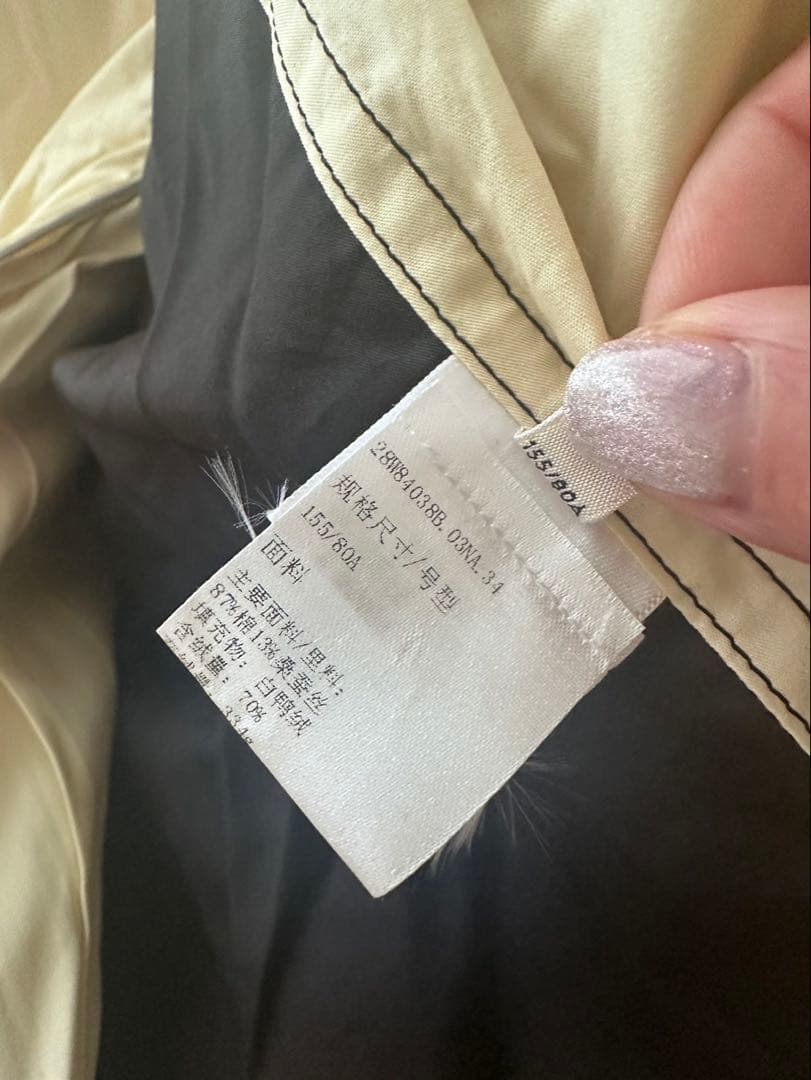 155/80A
28W84038B.03NA.34
规格尺寸/号型
155/80A
面料
主要面料/里料:
87%棉13%桑蚕丝
填充物: 白鸭绒
含绒量: 70%
334g